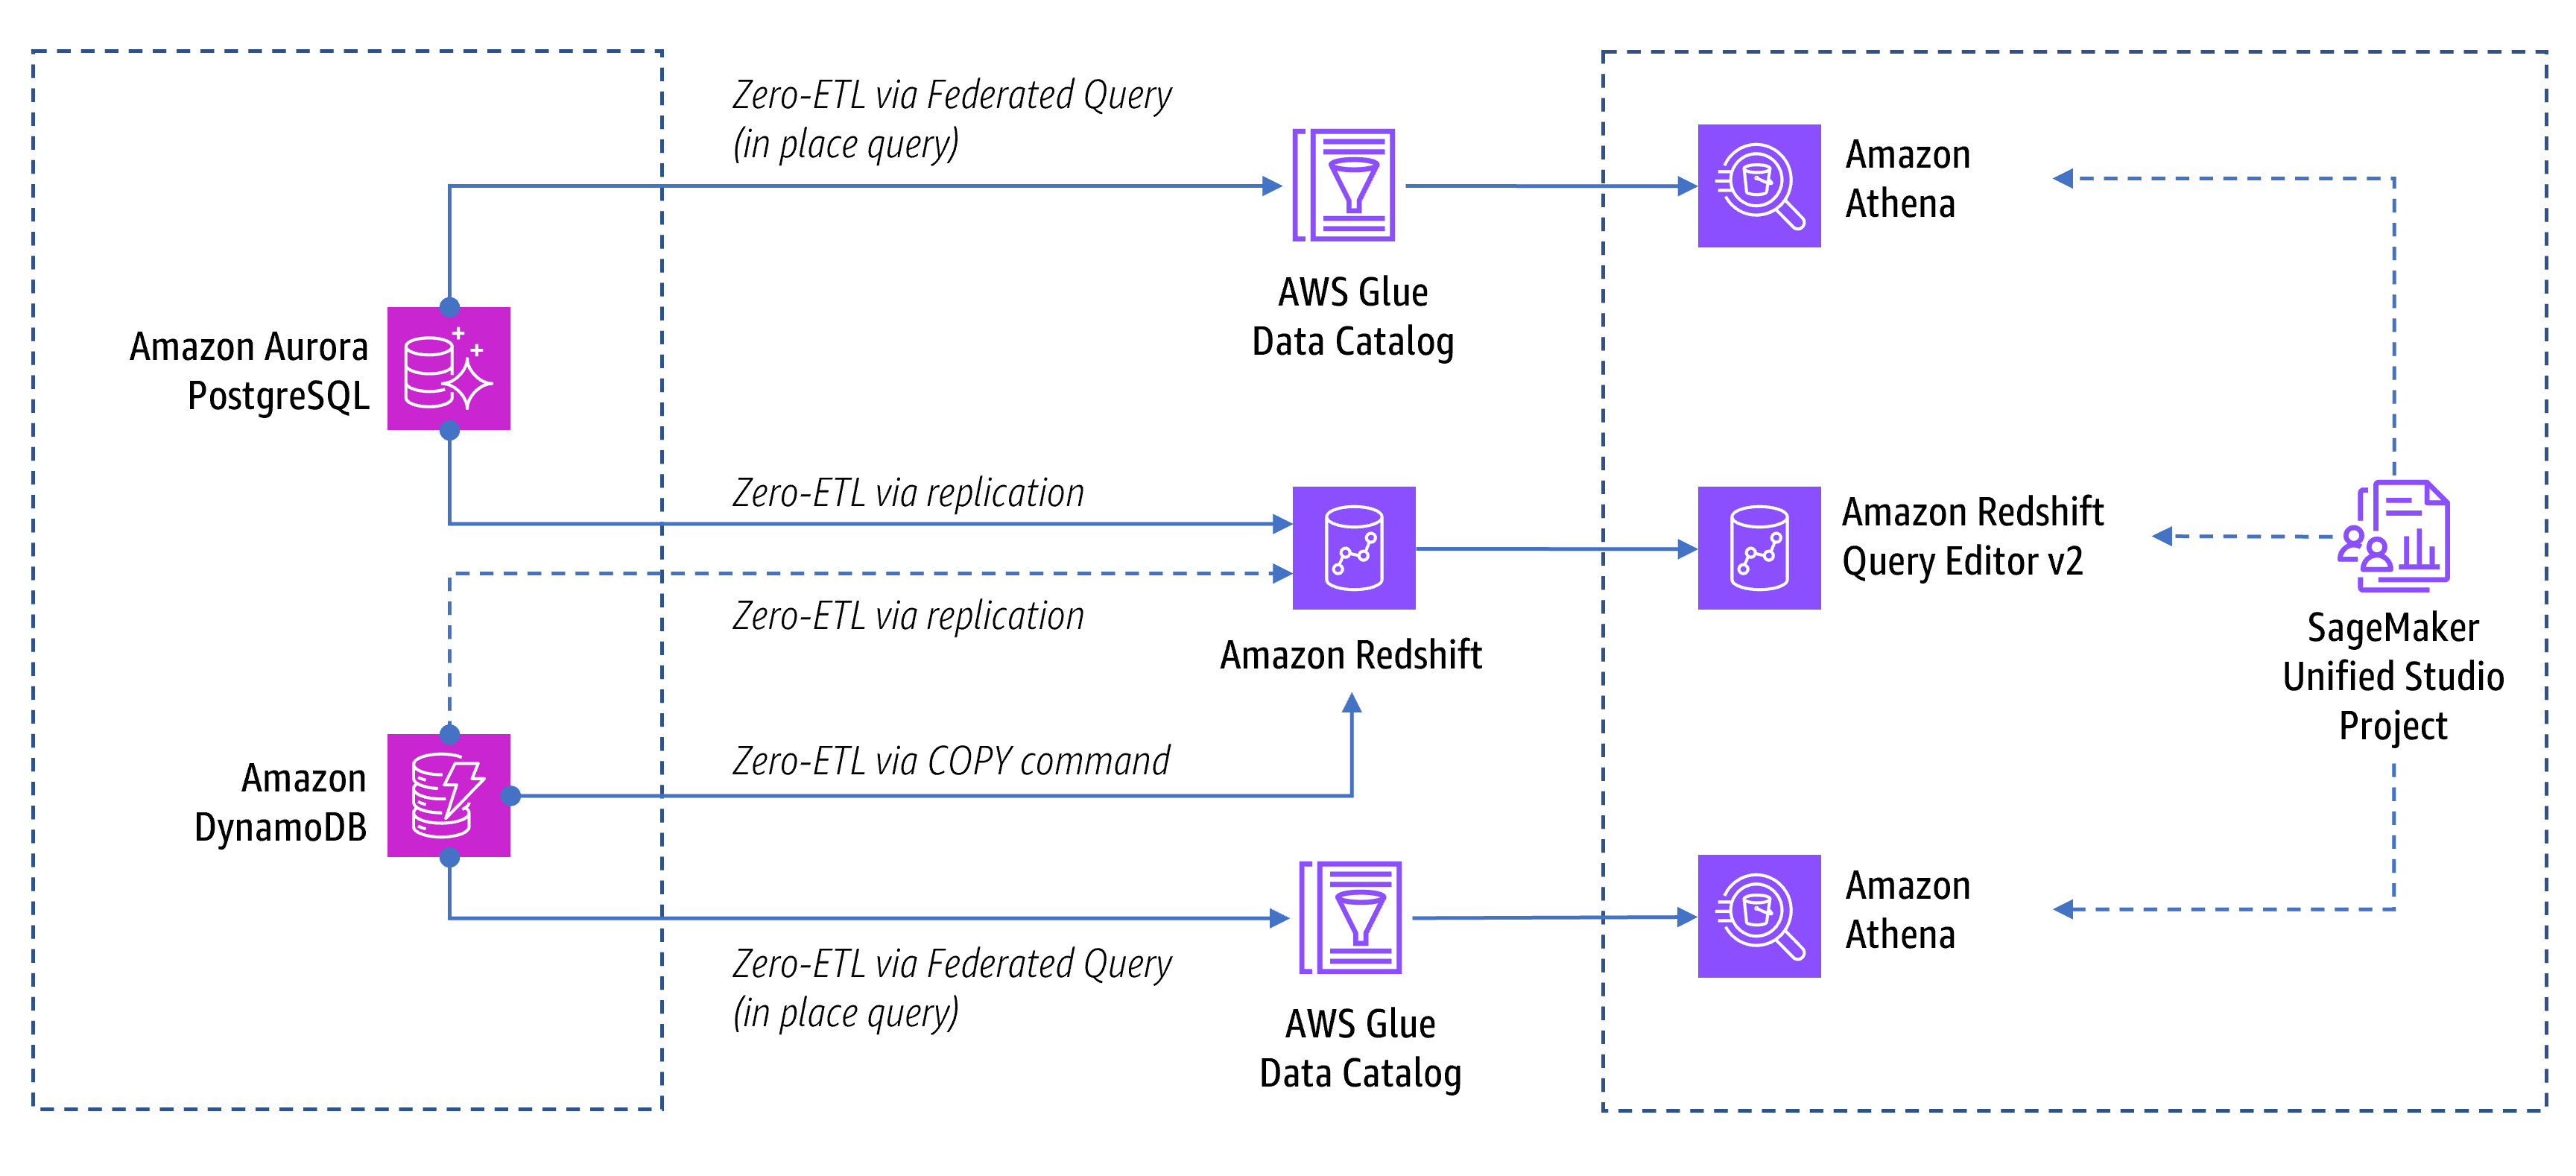 Zero-ETL via Federated Query
(in place query)
Amazon
Athena
AWS Glue
Data Catalog
Amazon Aurora
PostgreSQL
Zero-ETL via replication
Amazon Redshift
Query Editor v2
Zero-ETL via replication
Amazon Redshift
SageMaker
Unified Studio
Project
Zero-ETL via COPY command
Amazon
DynamoDB
Amazon
Athena
Zero-ETL via Federated Query
(in place query)
AWS Glue
Data Catalog